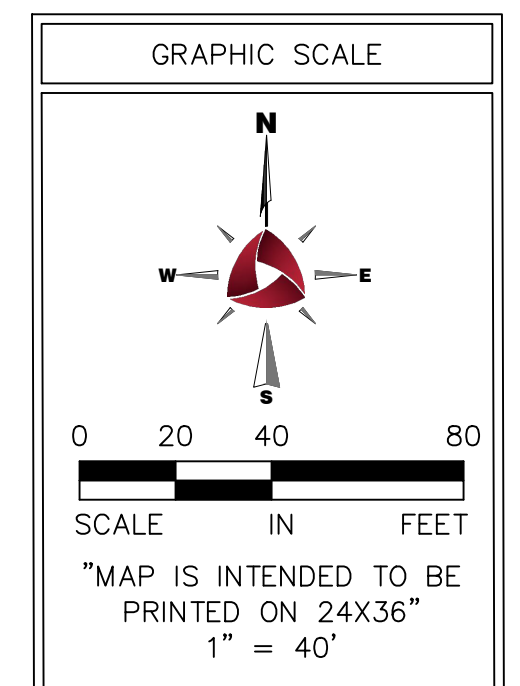 GRAPHIC SCALE
N
W E
S
0 20 40 80
SCALE IN FEET
"MAP IS INTENDED TO BE
PRINTED ON 24X36"
1" = 40'